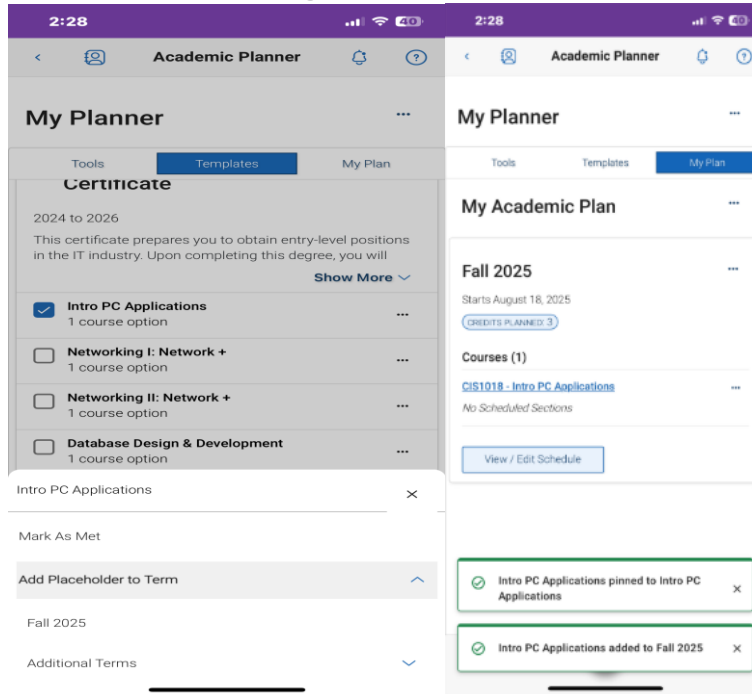 2:28
40
Academic Planner
?
My Planner
Tools Templates My Plan
Certificate
2024 to 2026
This certificate prepares you to obtain entry-level positions
in the IT industry. Upon completing this degree, you will
Show More
Intro PC Applications
1 course option
Networking I: Network +
1 course option
Networking II: Network +
1 course option
Database Design & Development
1 course option
Intro PC Applications
Mark As Met
Add Placeholder to Term
Fall 2025
Additional Terms
2:28
40
Academic Planner
?
My Planner
Tools Templates My Plan
My Academic Plan
Fall 2025
Starts August 18, 2025
CREDITS PLANNED: 3
Courses (1)
CIS1018 - Intro PC Applications
No Scheduled Sections
View / Edit Schedule
Intro PC Applications pinned to Intro PC
Applications
Intro PC Applications added to Fall 2025